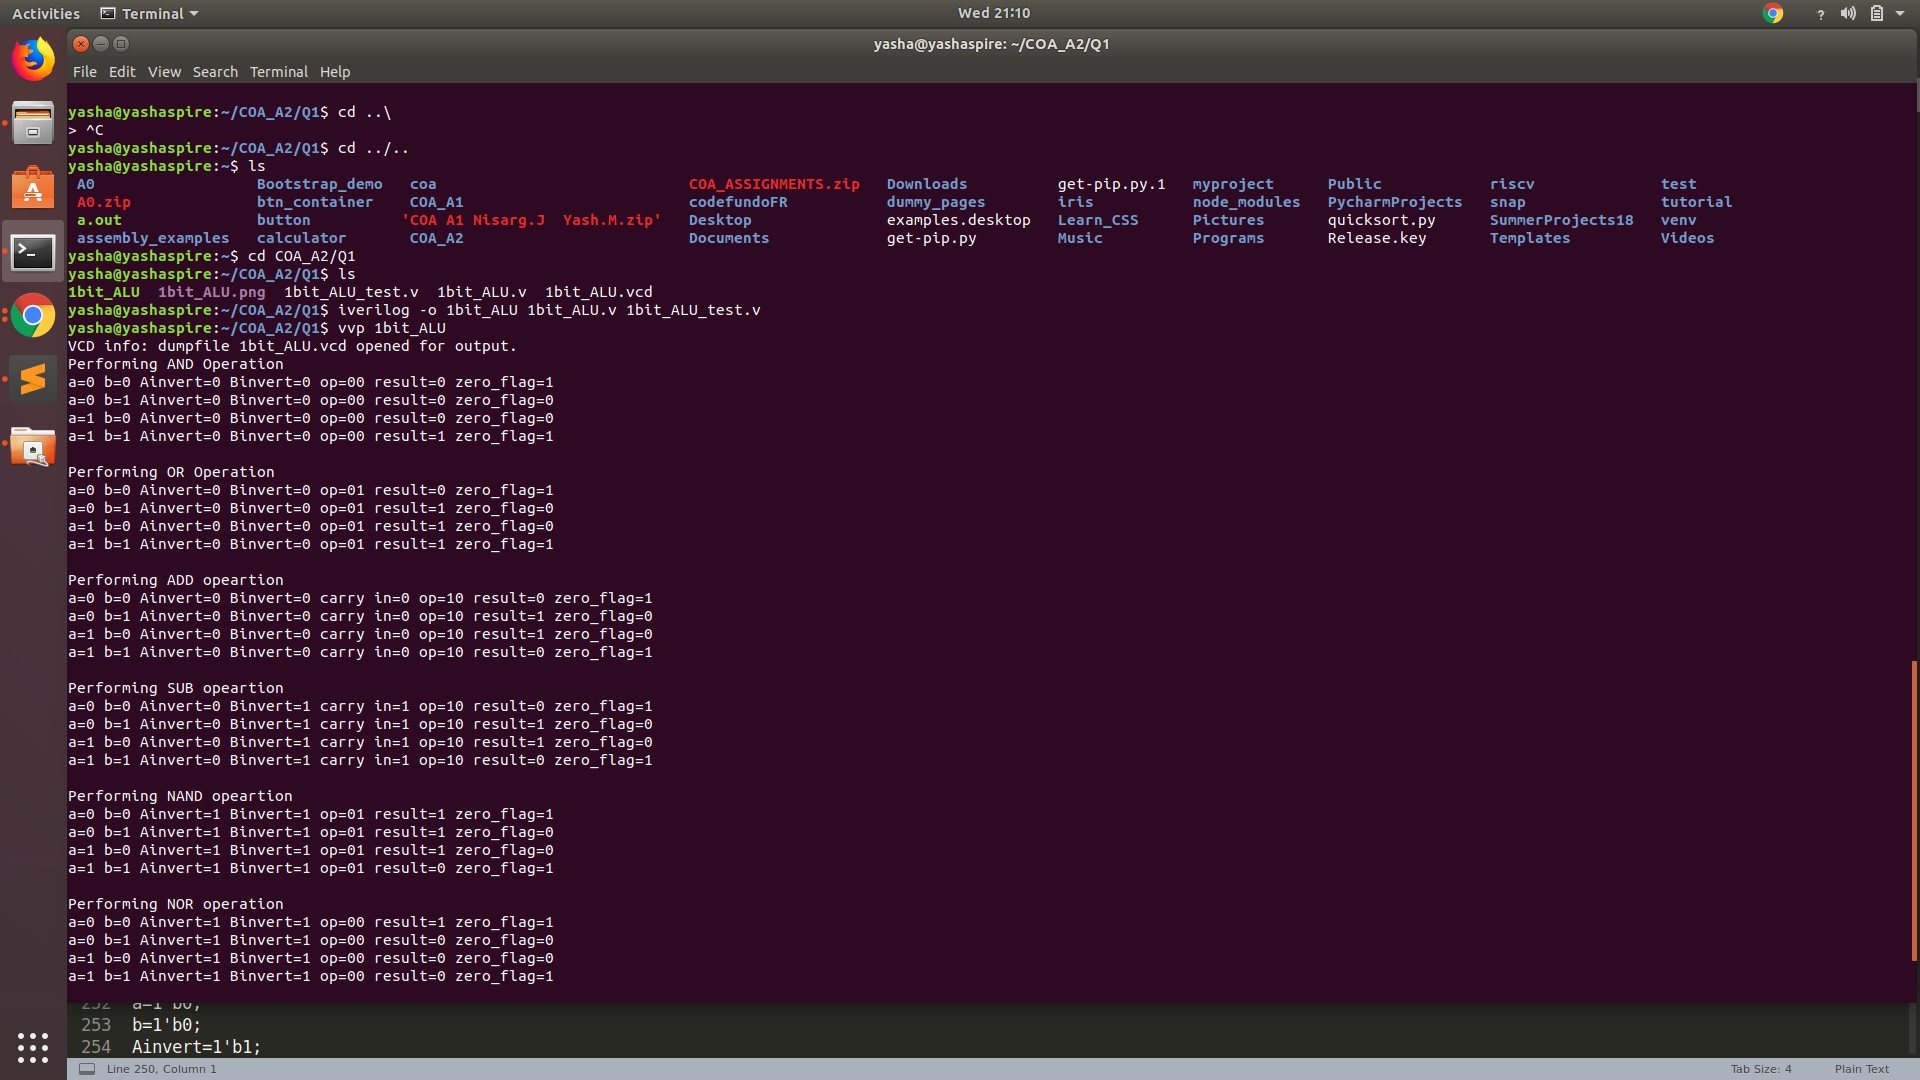 Activities Terminal Wed 21:10 ?
yasha@yashaspire: ~/COA_A2/Q1
File Edit View Search Terminal Help
yasha@yashaspire:~/COA_A2/Q1$ cd ..\
> ^C
yasha@yashaspire:~/COA_A2/Q1$ cd ../..
yasha@yashaspire:~$ ls
A0 Bootstrap_demo coa COA_ASSIGNMENTS.zip Downloads get-pip.py.1 myproject Public riscv test
A0.zip btn_container COA_A1 codefundoFR dummy_pages iris node_modules PycharmProjects snap tutorial
a.out button 'COA A1 Nisarg.J  Yash.M.zip' Desktop examples.desktop Learn_CSS Pictures quicksort.py SummerProjects18 venv
assembly_examples calculator COA_A2 Documents get-pip.py Music Programs Release.key Templates Videos
yasha@yashaspire:~$ cd COA_A2/Q1
yasha@yashaspire:~/COA_A2/Q1$ ls
1bit_ALU 1bit_ALU.png 1bit_ALU_test.v 1bit_ALU.v 1bit_ALU.vcd
yasha@yashaspire:~/COA_A2/Q1$ iverilog -o 1bit_ALU 1bit_ALU.v 1bit_ALU_test.v
yasha@yashaspire:~/COA_A2/Q1$ vvp 1bit_ALU
VCD info: dumpfile 1bit_ALU.vcd opened for output.
Performing AND Operation
a=0 b=0 Ainvert=0 Binvert=0 op=00 result=0 zero_flag=1
a=0 b=1 Ainvert=0 Binvert=0 op=00 result=0 zero_flag=0
a=1 b=0 Ainvert=0 Binvert=0 op=00 result=0 zero_flag=0
a=1 b=1 Ainvert=0 Binvert=0 op=00 result=1 zero_flag=1
Performing OR Operation
a=0 b=0 Ainvert=0 Binvert=0 op=01 result=0 zero_flag=1
a=0 b=1 Ainvert=0 Binvert=0 op=01 result=1 zero_flag=0
a=1 b=0 Ainvert=0 Binvert=0 op=01 result=1 zero_flag=0
a=1 b=1 Ainvert=0 Binvert=0 op=01 result=1 zero_flag=1
Performing ADD opeartion
a=0 b=0 Ainvert=0 Binvert=0 carry in=0 op=10 result=0 zero_flag=1
a=0 b=1 Ainvert=0 Binvert=0 carry in=0 op=10 result=1 zero_flag=0
a=1 b=0 Ainvert=0 Binvert=0 carry in=0 op=10 result=1 zero_flag=0
a=1 b=1 Ainvert=0 Binvert=0 carry in=0 op=10 result=0 zero_flag=1
Performing SUB opeartion
a=0 b=0 Ainvert=0 Binvert=1 carry in=1 op=10 result=0 zero_flag=1
a=0 b=1 Ainvert=0 Binvert=1 carry in=1 op=10 result=1 zero_flag=0
a=1 b=0 Ainvert=0 Binvert=1 carry in=1 op=10 result=1 zero_flag=0
a=1 b=1 Ainvert=0 Binvert=1 carry in=1 op=10 result=0 zero_flag=1
Performing NAND opeartion
a=0 b=0 Ainvert=1 Binvert=1 op=01 result=1 zero_flag=1
a=0 b=1 Ainvert=1 Binvert=1 op=01 result=1 zero_flag=0
a=1 b=0 Ainvert=1 Binvert=1 op=01 result=1 zero_flag=0
a=1 b=1 Ainvert=1 Binvert=1 op=01 result=0 zero_flag=1
Performing NOR operation
a=0 b=0 Ainvert=1 Binvert=1 op=00 result=1 zero_flag=1
a=0 b=1 Ainvert=1 Binvert=1 op=00 result=0 zero_flag=0
a=1 b=0 Ainvert=1 Binvert=1 op=00 result=0 zero_flag=0
a=1 b=1 Ainvert=1 Binvert=1 op=00 result=0 zero_flag=1
252 a=1'b0;
253 b=1'b0;
254 Ainvert=1'b1;
Line 250, Column 1 Tab Size: 4 Plain Text